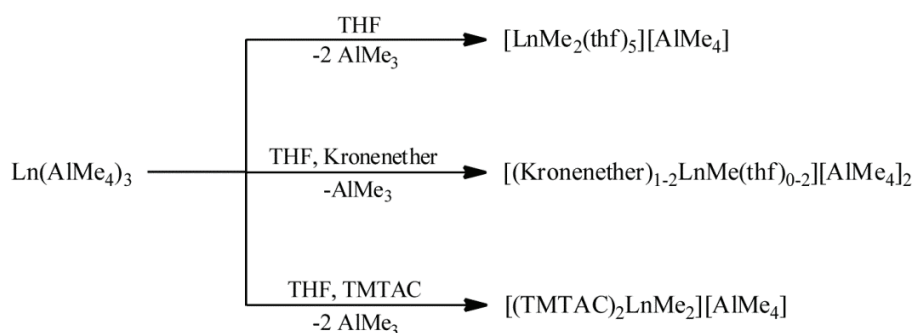 THF
-2 AlMe₃
[LnMe₂(thf)₅][AlMe₄]
Ln(AlMe₄)₃
THF, Kronenether
-AlMe₃
[(Kronenether)₁₋₂LnMe(thf)₀₋₂][AlMe₄]₂
THF, TMTAC
-2 AlMe₃
[(TMTAC)₂LnMe₂][AlMe₄]